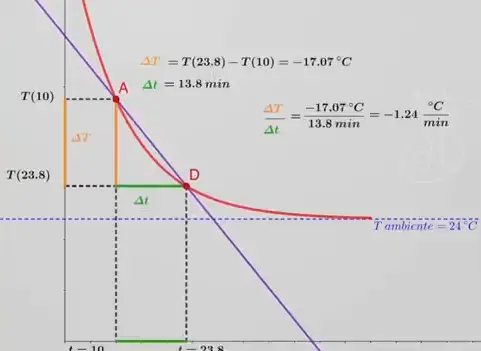 ΔT = T(23.8) − T(10) = −17.07 °C
Δt = 13.8 min
A
T(10)
ΔT/Δt = −17.07 °C/13.8 min = −1.24 °C/min
ΔT
T(23.8)
D
Δt
T ambiente = 24 °C
t = 10
t = 23.8